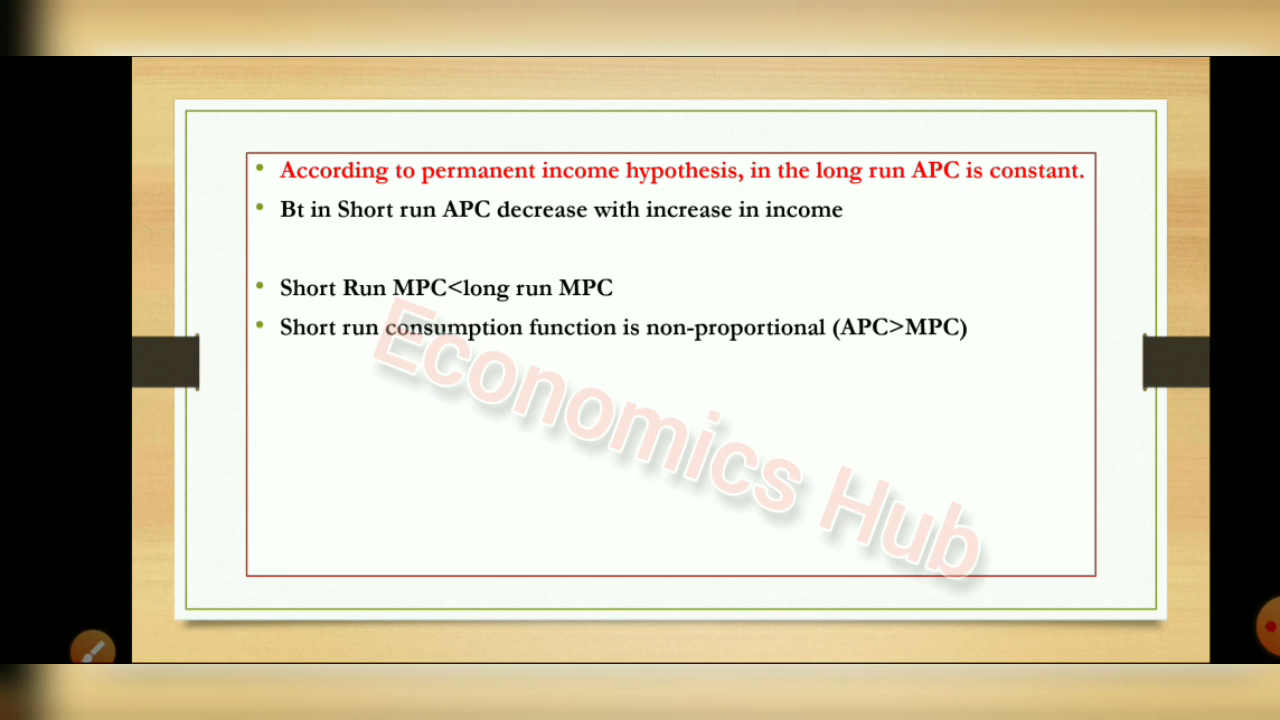 According to permanent income hypothesis, in the long run APC is constant.
Bt in Short run APC decrease with increase in income
Short Run MPC<long run MPC
Short run consumption function is non-proportional (APC>MPC)
Economics Hub